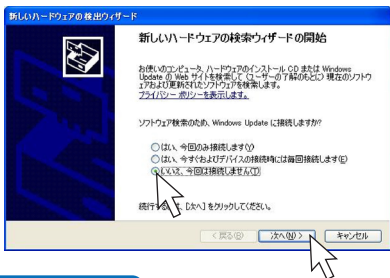 新しいハードウェアの検出ウィザード
新しいハードウェアの検索ウィザードの開始
お使いのコンピュータ、ハードウェアのインストール CD または Windows
Update の Web サイトを検索して (ユーザーの了解のもとに) 現在のソフトウ
ェアおよび更新されたソフトウェアを検索します。
プライバシー ポリシーを表示します。
ソフトウェア検索のため、Windows Update に接続しますか?
はい、今回のみ接続します(Y)
はい、今すぐおよびデバイスの接続時には毎回接続します(E)
いいえ、今回は接続しません(T)
続行するには、[次へ] をクリックしてください。
< 戻る(B) 次へ(N) > キャンセル